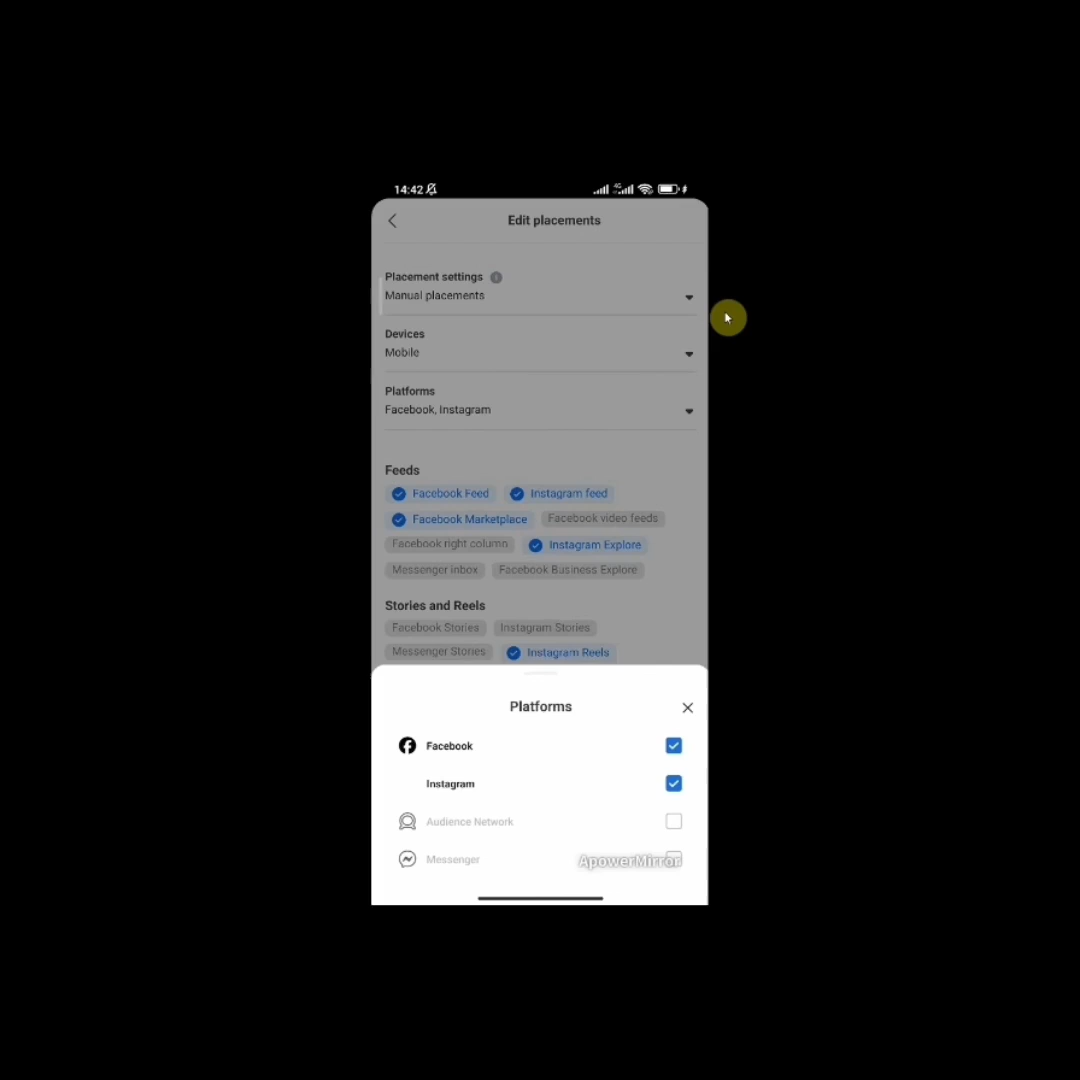 14:42
4G
Edit placements
Placement settings
Manual placements
Devices
Mobile
Platforms
Facebook, Instagram
Feeds
Facebook Feed Instagram feed
Facebook Marketplace Facebook video feeds
Facebook right column Instagram Explore
Messenger inbox Facebook Business Explore
Stories and Reels
Facebook Stories Instagram Stories
Messenger Stories Instagram Reels
Platforms
Facebook
Instagram
Audience Network
Messenger
ApowerMirror